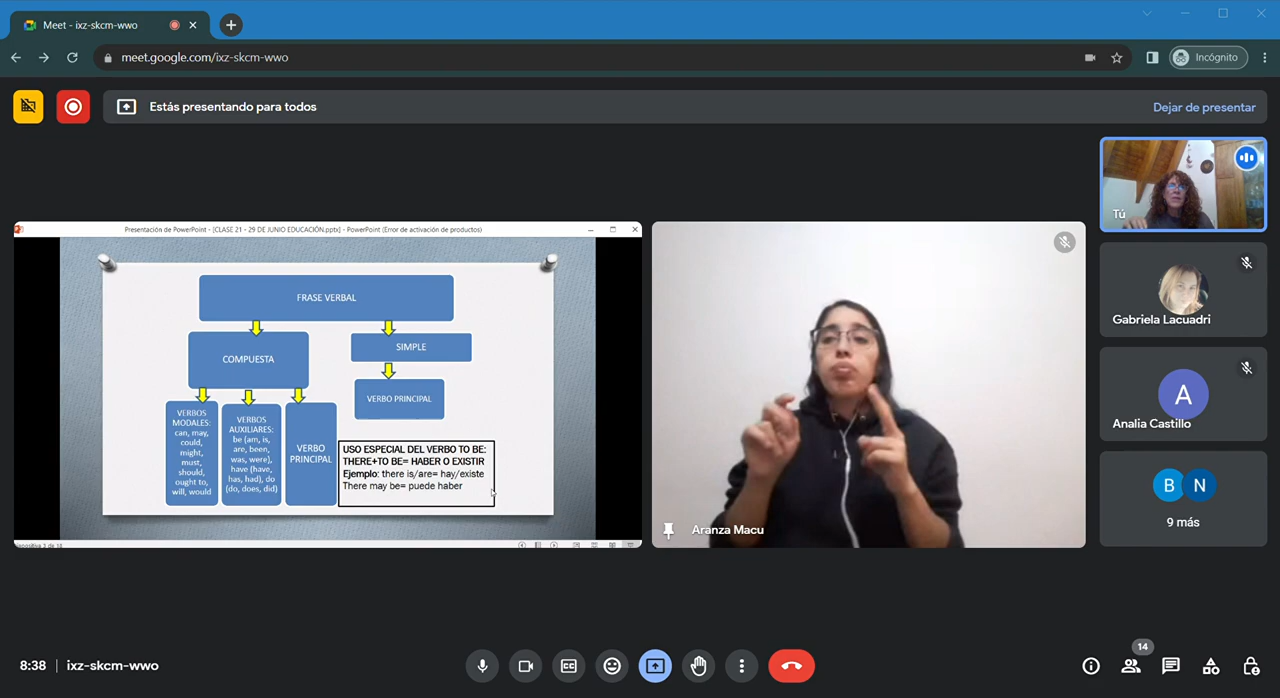 Meet - ixz-skcm-wwo
meet.google.com/ixz-skcm-wwo
Incógnito
Estás presentando para todos
Dejar de presentar
Presentación de PowerPoint - [CLASE 21 - 29 DE JUNIO EDUCACIÓN.pptx] - PowerPoint (Error de activación de productos)
FRASE VERBAL
COMPUESTA
SIMPLE
VERBO PRINCIPAL
VERBOS
MODALES:
can, may,
could,
might,
must,
should,
ought to,
will, would
VERBOS
AUXILIARES:
be (am, is,
are, been,
was, were),
have (have,
has, had), do
(do, does, did)
VERBO
PRINCIPAL
USO ESPECIAL DEL VERBO TO BE:
THERE+TO BE= HABER O EXISTIR
Ejemplo: there is/are= hay/existe
There may be= puede haber
Aranza Macu
Tú
Gabriela Lacuadri
A
Analia Castillo
B N
9 más
8:38 | ixz-skcm-wwo
14